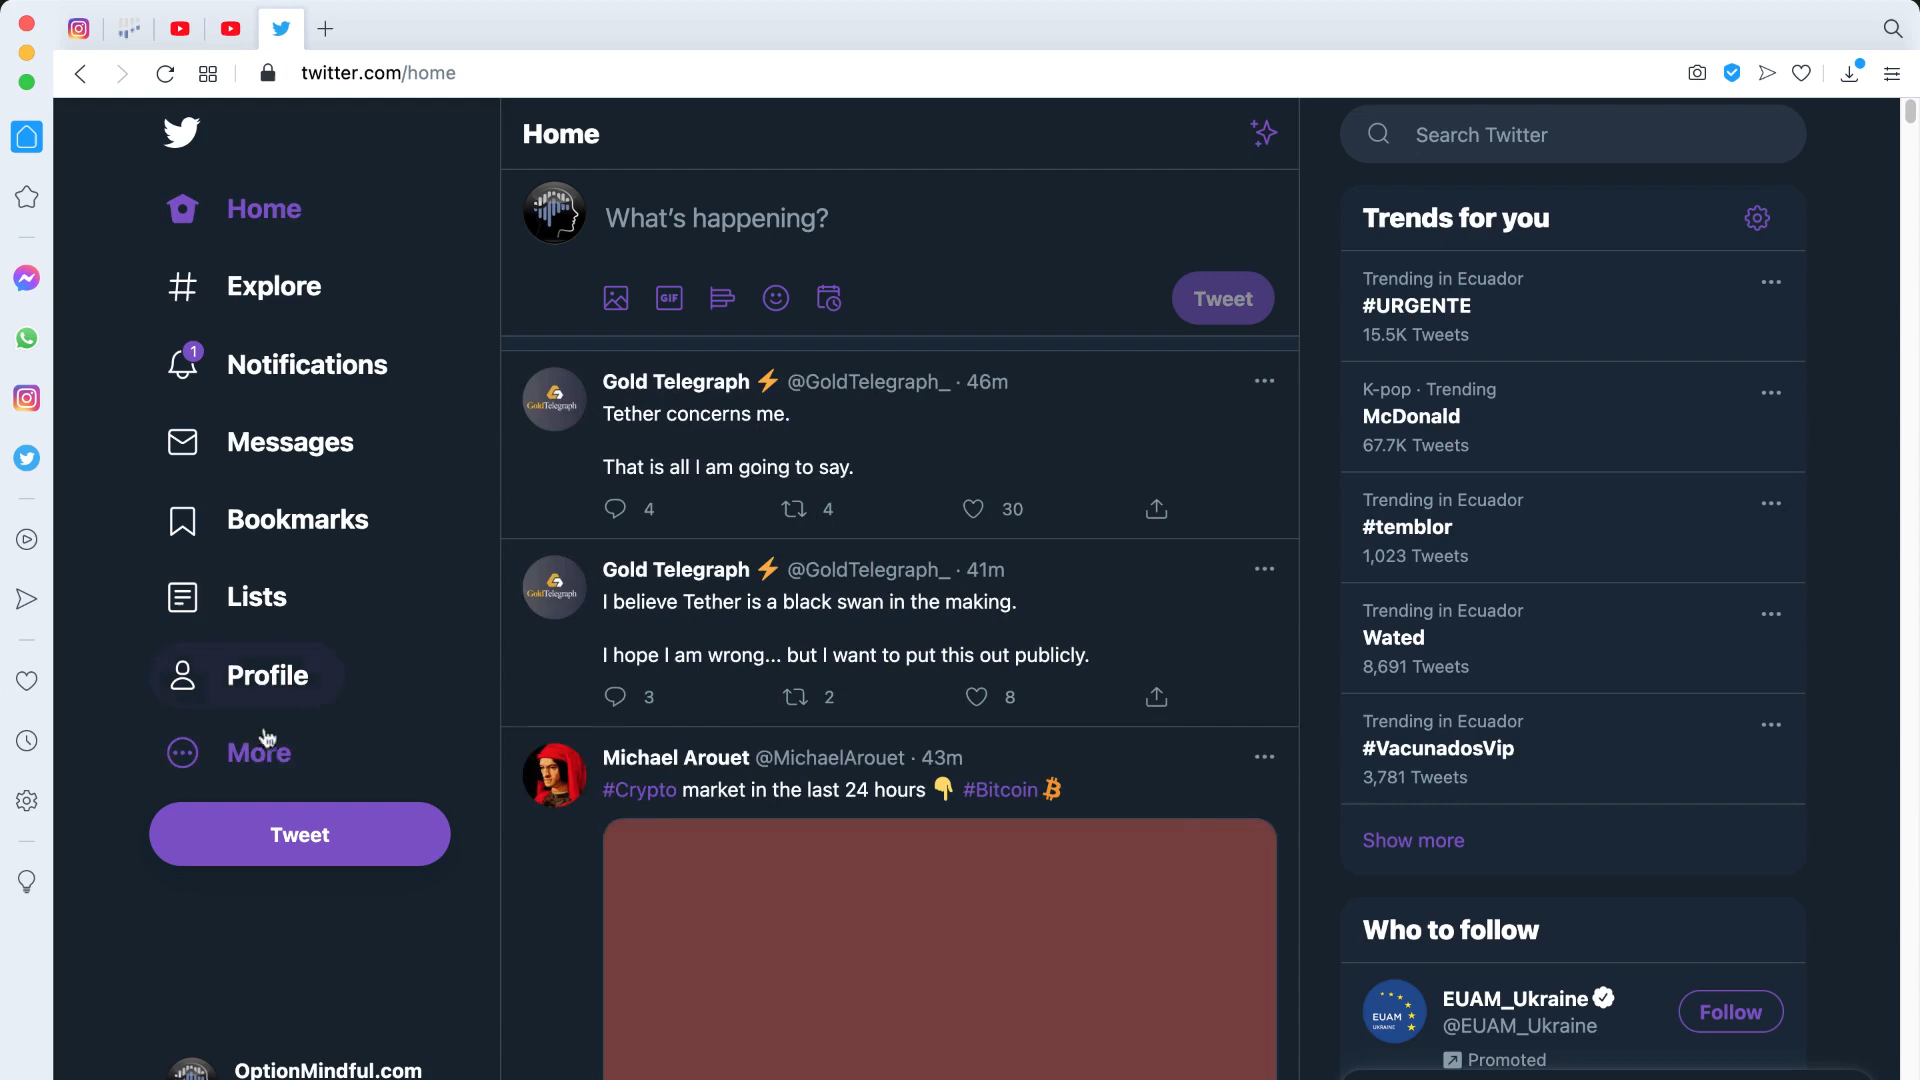 twitter.com/home
Home
Explore
1
Notifications
Messages
Bookmarks
Lists
Profile
More
Tweet
OptionMindful.com
Home
What's happening?
GIF
Tweet
GoldTelegraph
Gold Telegraph ⚡ @GoldTelegraph_ · 46m
Tether concerns me.
That is all I am going to say.
4 4 30
GoldTelegraph
Gold Telegraph ⚡ @GoldTelegraph_ · 41m
I believe Tether is a black swan in the making.
I hope I am wrong... but I want to put this out publicly.
3 2 8
Michael Arouet @MichaelArouet · 43m
#Crypto market in the last 24 hours 👇 #Bitcoin
Search Twitter
Trends for you
Trending in Ecuador
#URGENTE
15.5K Tweets
K-pop · Trending
McDonald
67.7K Tweets
Trending in Ecuador
#temblor
1,023 Tweets
Trending in Ecuador
Wated
8,691 Tweets
Trending in Ecuador
#VacunadosVip
3,781 Tweets
Show more
Who to follow
EUAM
UKRAINE
EUAM_Ukraine
@EUAM_Ukraine
Follow
Promoted